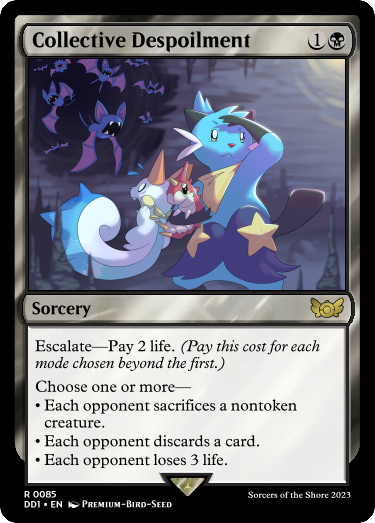 Collective Despoilment 1
Sorcery
Escalate—Pay 2 life. (Pay this cost for each
mode chosen beyond the first.)
Choose one or more—
• Each opponent sacrifices a nontoken
creature.
• Each opponent discards a card.
• Each opponent loses 3 life.
R 0085
Sorcers of the Shore 2023
DD1 • EN Premium-Bird-Seed